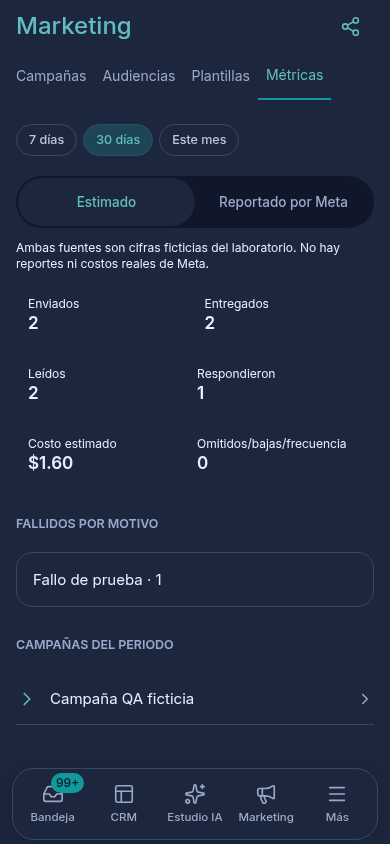 Marketing
Campañas Audiencias Plantillas Métricas
7 días 30 días Este mes
Estimado Reportado por Meta
Ambas fuentes son cifras ficticias del laboratorio. No hay
reportes ni costos reales de Meta.
Enviados Entregados
2 2
Leídos Respondieron
2 1
Costo estimado Omitidos/bajas/frecuencia
$1.60 0
FALLIDOS POR MOTIVO
Fallo de prueba · 1
CAMPAÑAS DEL PERIODO
Campaña QA ficticia
99+
Bandeja CRM Estudio IA Marketing Más